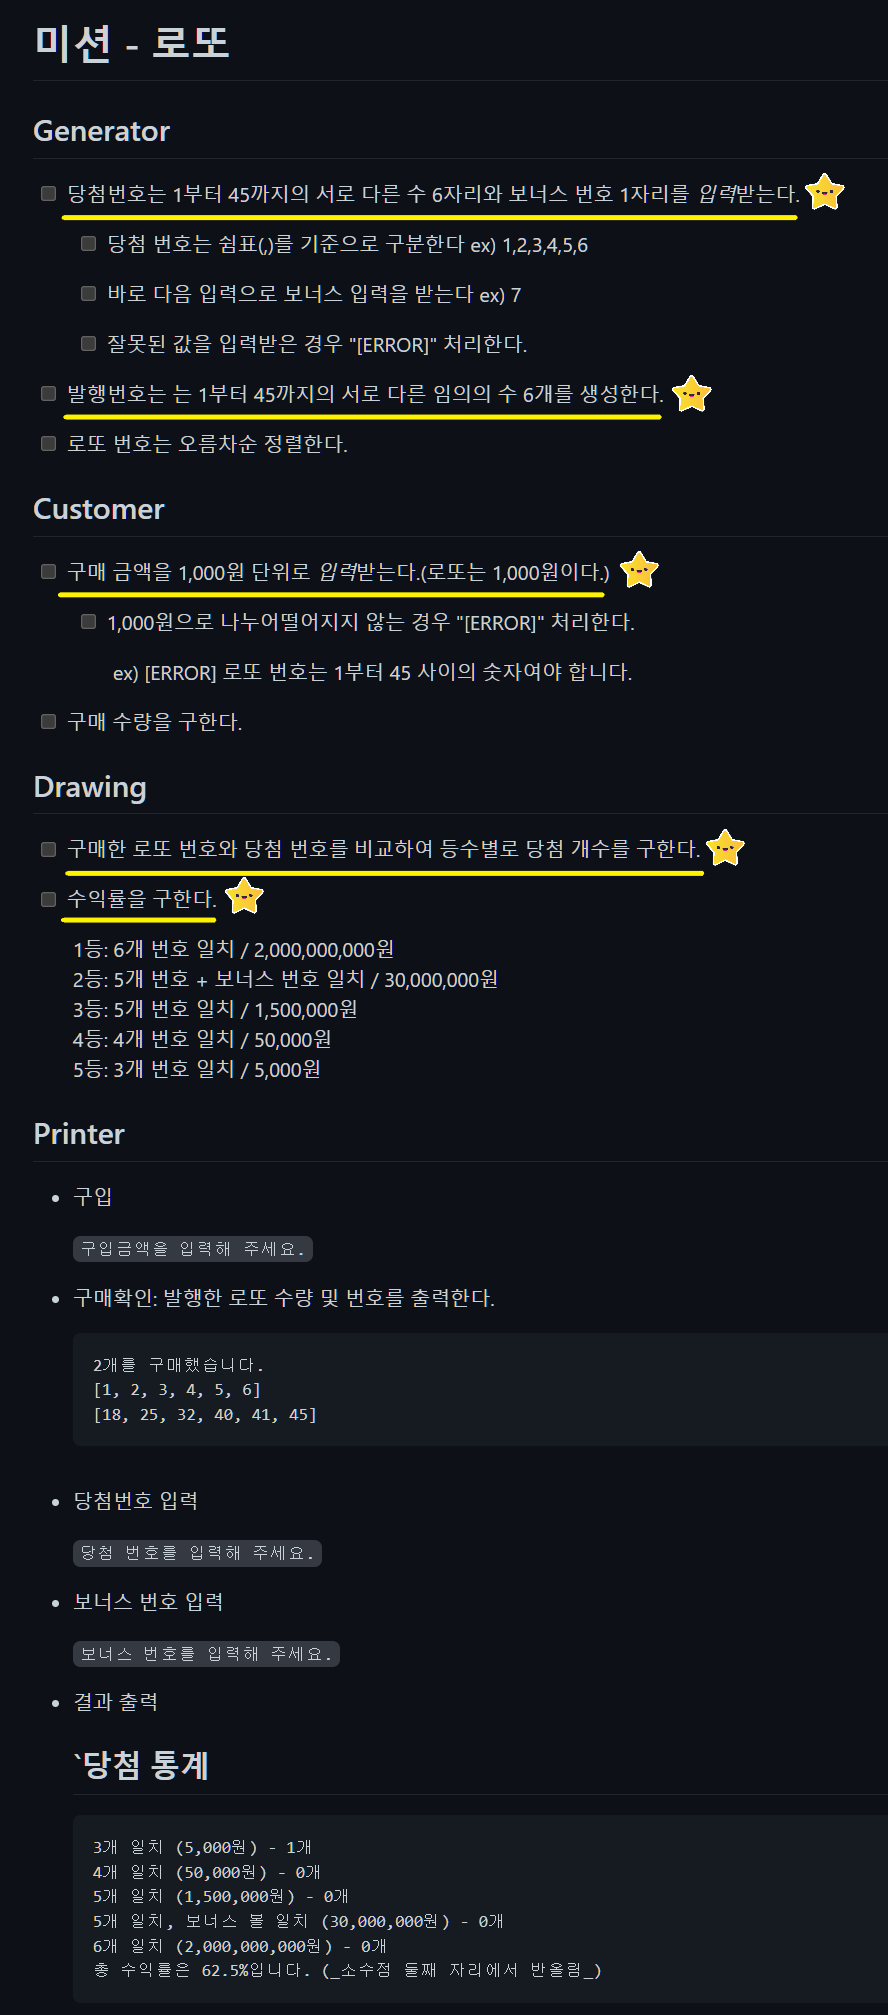 미션 - 로또
Generator
당첨번호는 1부터 45까지의 서로 다른 수 6자리와 보너스 번호 1자리를 입력받는다.
당첨 번호는 쉼표(,)를 기준으로 구분한다 ex) 1,2,3,4,5,6
바로 다음 입력으로 보너스 입력을 받는다 ex) 7
잘못된 값을 입력받은 경우 "[ERROR]" 처리한다.
발행번호는 는 1부터 45까지의 서로 다른 임의의 수 6개를 생성한다.
로또 번호는 오름차순 정렬한다.
Customer
구매 금액을 1,000원 단위로 입력받는다.(로또는 1,000원이다.)
1,000원으로 나누어떨어지지 않는 경우 "[ERROR]" 처리한다.
ex) [ERROR] 로또 번호는 1부터 45 사이의 숫자여야 합니다.
구매 수량을 구한다.
Drawing
구매한 로또 번호와 당첨 번호를 비교하여 등수별로 당첨 개수를 구한다.
수익률을 구한다.
1등: 6개 번호 일치 / 2,000,000,000원
2등: 5개 번호 + 보너스 번호 일치 / 30,000,000원
3등: 5개 번호 일치 / 1,500,000원
4등: 4개 번호 일치 / 50,000원
5등: 3개 번호 일치 / 5,000원
Printer
구입
구입금액을 입력해 주세요.
구매확인: 발행한 로또 수량 및 번호를 출력한다.
2개를 구매했습니다.
[1, 2, 3, 4, 5, 6]
[18, 25, 32, 40, 41, 45]
당첨번호 입력
당첨 번호를 입력해 주세요.
보너스 번호 입력
보너스 번호를 입력해 주세요.
결과 출력
`당첨 통계
3개 일치 (5,000원) - 1개
4개 일치 (50,000원) - 0개
5개 일치 (1,500,000원) - 0개
5개 일치, 보너스 볼 일치 (30,000,000원) - 0개
6개 일치 (2,000,000,000원) - 0개
총 수익률은 62.5%입니다. (_소수점 둘째 자리에서 반올림_)